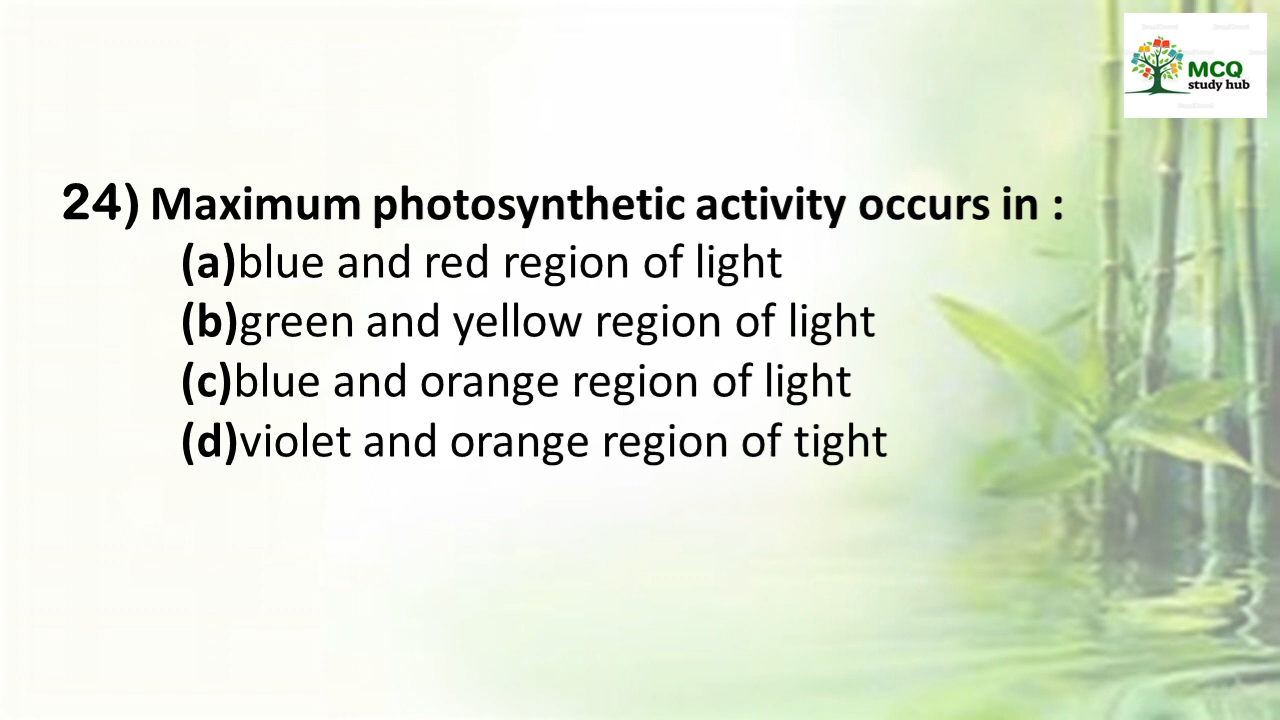 MCQ
study hub
24) Maximum photosynthetic activity occurs in :
(a)blue and red region of light
(b)green and yellow region of light
(c)blue and orange region of light
(d)violet and orange region of tight